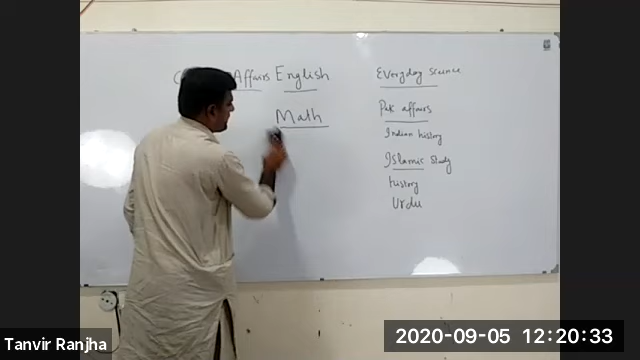 Affairs English
Math
Everyday science
Pak affairs
Indian history
Islamic study
history
Urdu
Tanvir Ranjha
2020-09-05 12:20:33